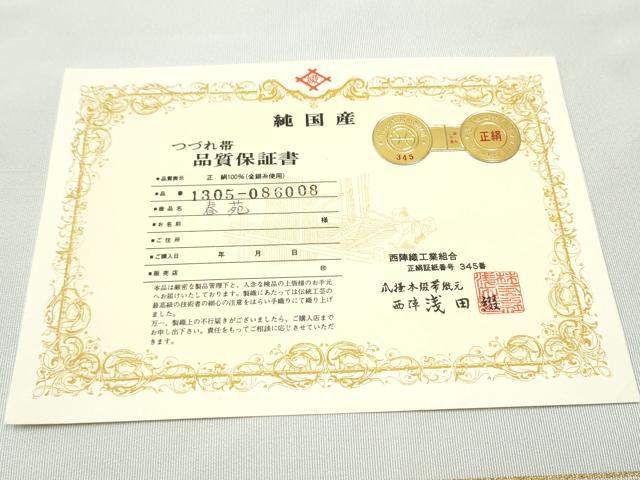 純国産
つづれ帯
品質保証書
345
正絹
■品質表示 正 絹100%(金銀糸使用)
■品 番 1305-086008
■商品名 春苑
■お名前 様
■ご住所
■ご購入日 年 月 日
■販売店 ㊞
本品は厳密な製品管理下と、入念な検品の上皆様のお手元
へお届けいたしております。製織にあたっては伝統工芸の
最高級の技術者の細心の注意をはらい手織りにて織り上げ
ました。
万一、製織上の不行届きがございましたら、ご購入店まで
お申し出下さい。責任をもってご相談に応じさせていただ
きます。
西陣織工業組合
正絹証紙番号 345番
爪掻本綴帯織元
西陣 浅田綴